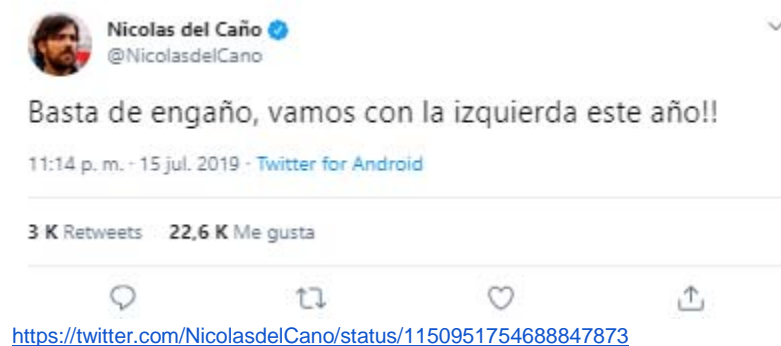 Nicolas del Caño
@NicolasdelCano
Basta de engaño, vamos con la izquierda este año!!
11:14 p. m. · 15 jul. 2019 · Twitter for Android
3 K Retweets 22,6 K Me gusta
https://twitter.com/NicolasdelCano/status/1150951754688847873